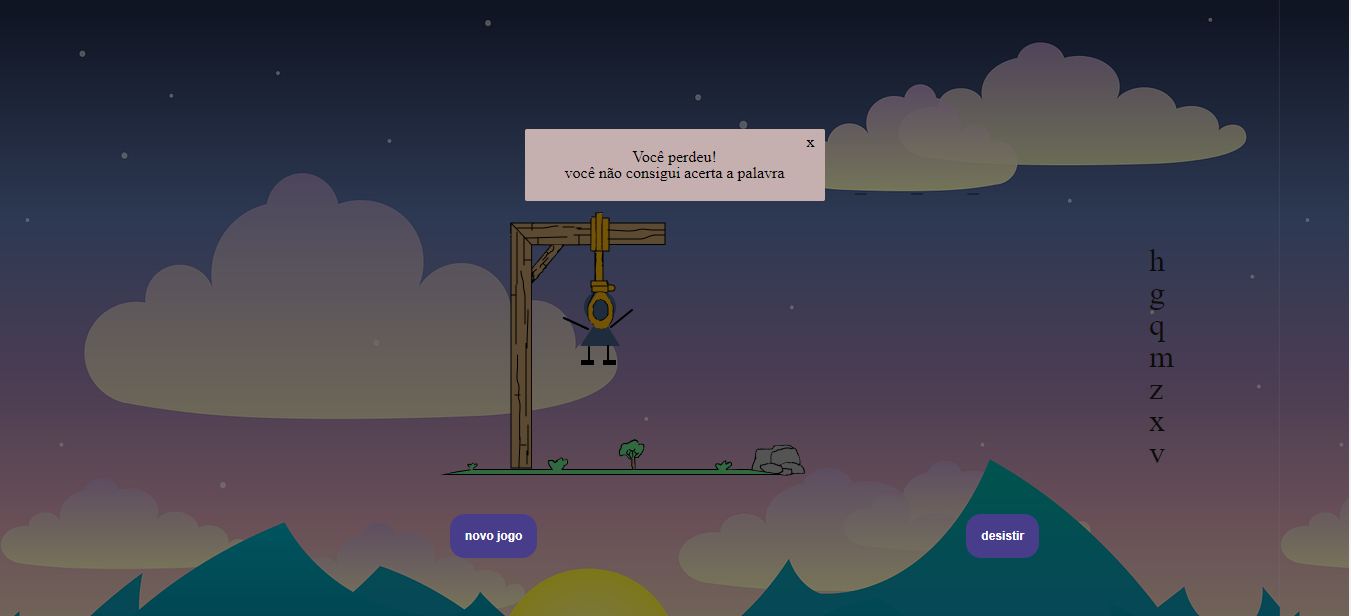 x
Você perdeu!
você não consigui acerta a palavra
h
g
q
m
z
x
v
novo jogo
desistir